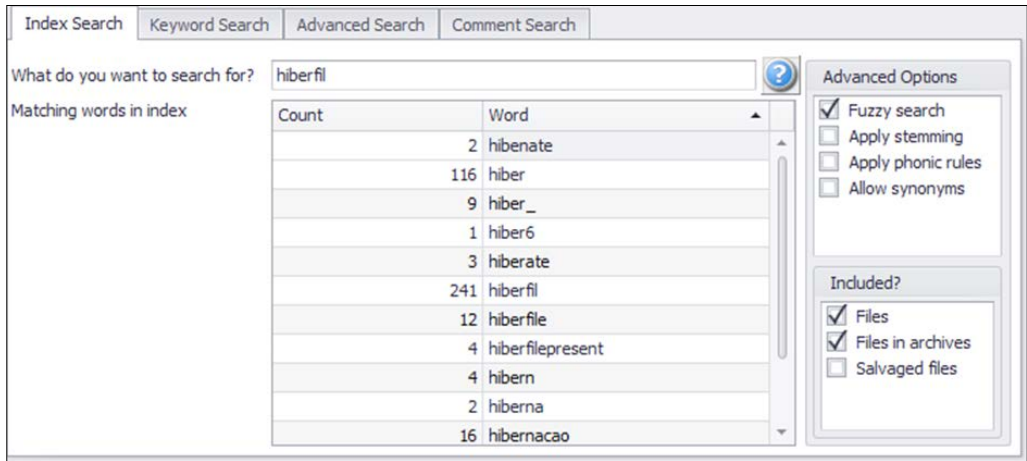 Index Search Keyword Search Advanced Search Comment Search
What do you want to search for? hiberfil
Matching words in index
Count Word
2 hibenate
116 hiber
9 hiber_
1 hiber6
3 hiberate
241 hiberfil
12 hiberfile
4 hiberfilepresent
4 hibern
2 hiberna
16 hibernacao
Advanced Options
Fuzzy search
Apply stemming
Apply phonic rules
Allow synonyms
Included?
Files
Files in archives
Salvaged files